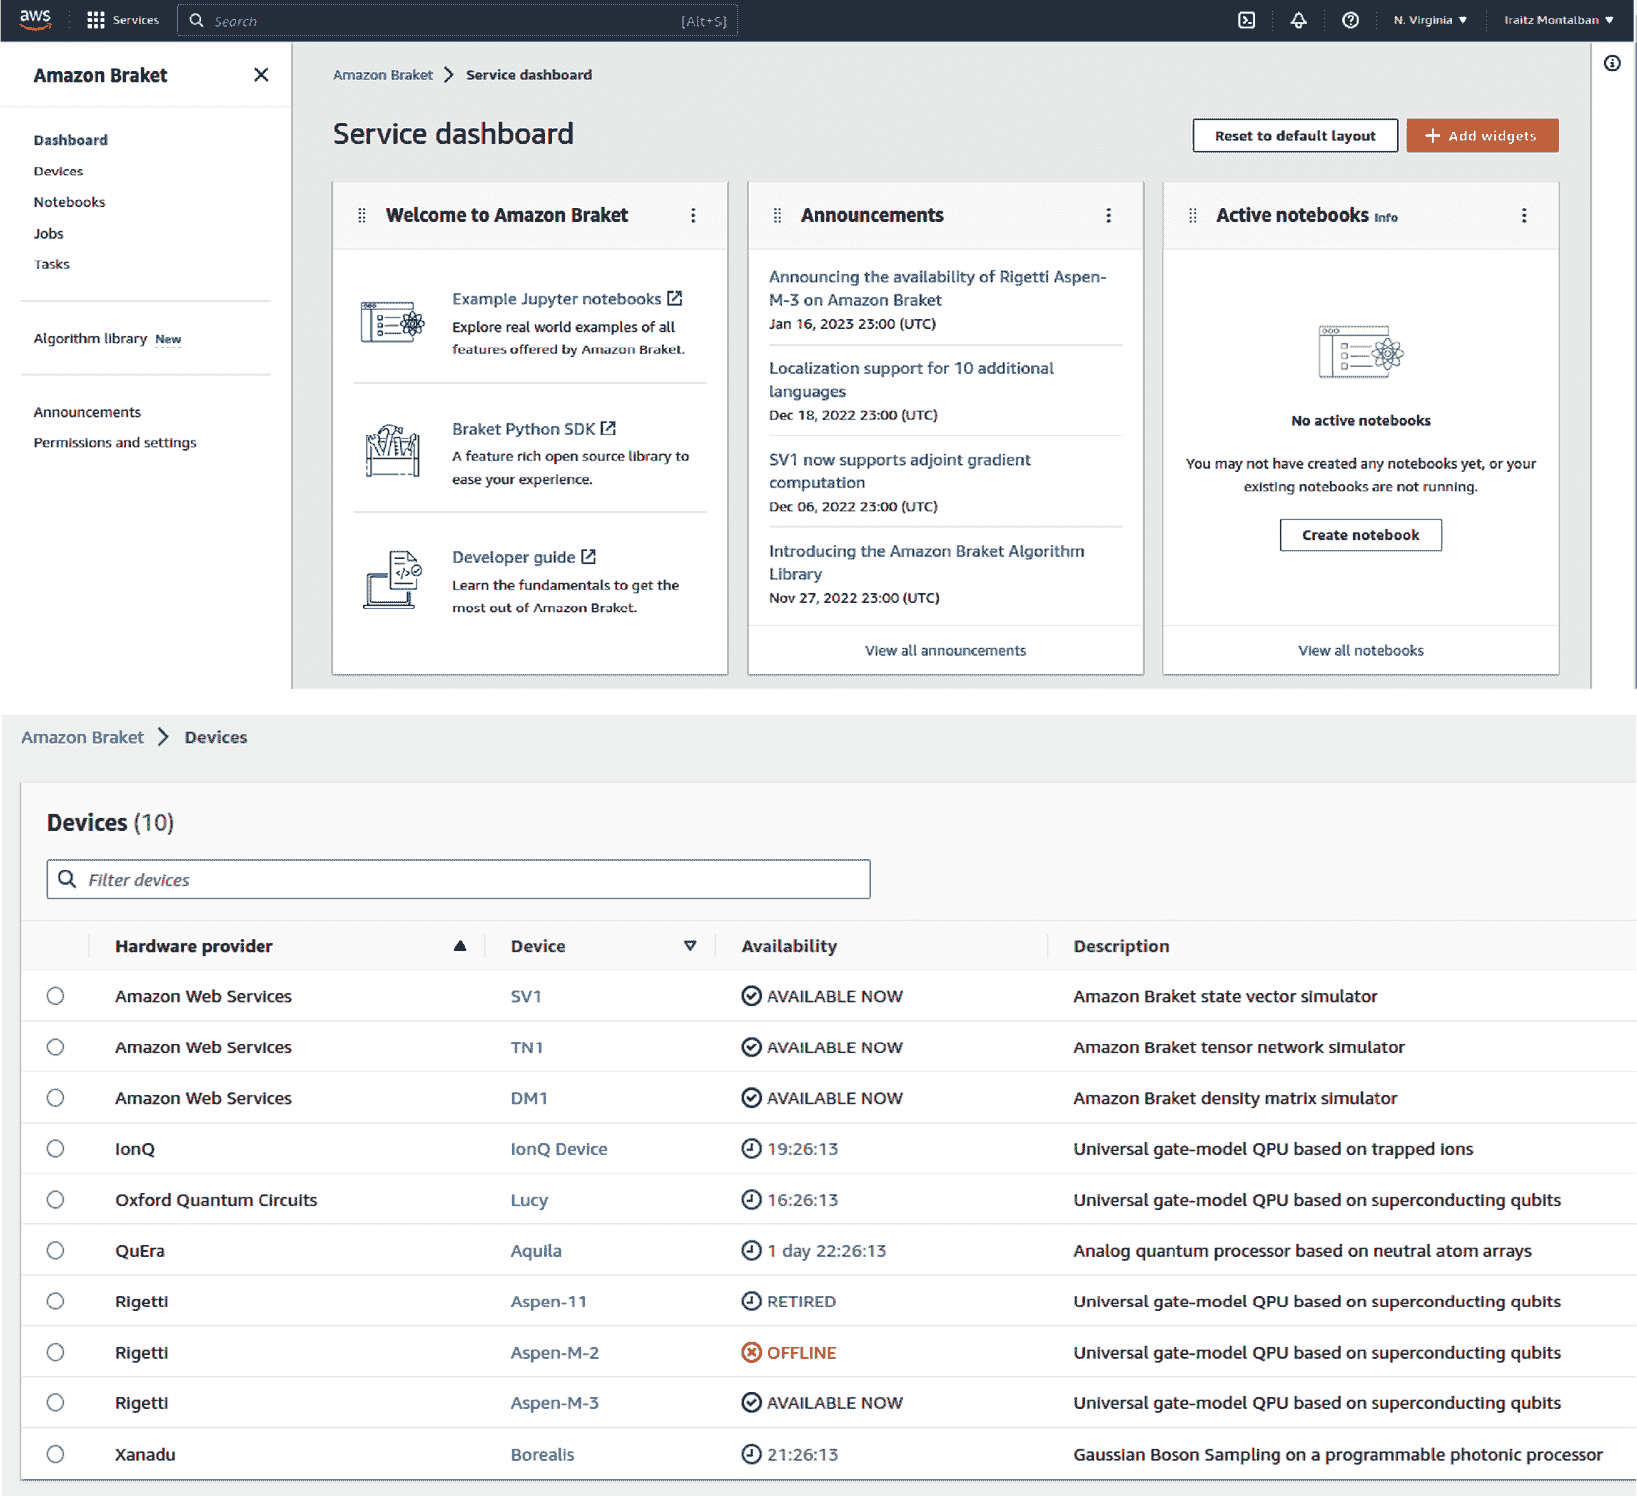 aws Services Search [Alt+S] N. Virginia Iraitz Montalban
Amazon Braket
Dashboard
Devices
Notebooks
Jobs
Tasks
Algorithm library New
Announcements
Permissions and settings
Amazon Braket Service dashboard
Service dashboard
Reset to default layout
Add widgets
Welcome to Amazon Braket
Example Jupyter notebooks
Explore real world examples of all
features offered by Amazon Braket.
Braket Python SDK
A feature rich open source library to
ease your experience.
Developer guide
Learn the fundamentals to get the
most out of Amazon Braket.
Announcements
Announcing the availability of Rigetti Aspen-
M-3 on Amazon Braket
Jan 16, 2023 23:00 (UTC)
Localization support for 10 additional
languages
Dec 18, 2022 23:00 (UTC)
SV1 now supports adjoint gradient
computation
Dec 06, 2022 23:00 (UTC)
Introducing the Amazon Braket Algorithm
Library
Nov 27, 2022 23:00 (UTC)
View all announcements
Active notebooks Info
No active notebooks
You may not have created any notebooks yet, or your
existing notebooks are not running.
Create notebook
View all notebooks
Amazon Braket Devices
Devices (10)
Filter devices
Hardware provider Device Availability Description
Amazon Web Services SV1 AVAILABLE NOW Amazon Braket state vector simulator
Amazon Web Services TN1 AVAILABLE NOW Amazon Braket tensor network simulator
Amazon Web Services DM1 AVAILABLE NOW Amazon Braket density matrix simulator
IonQ IonQ Device 19:26:13 Universal gate-model QPU based on trapped ions
Oxford Quantum Circuits Lucy 16:26:13 Universal gate-model QPU based on superconducting qubits
QuEra Aquila 1 day 22:26:13 Analog quantum processor based on neutral atom arrays
Rigetti Aspen-11 RETIRED Universal gate-model QPU based on superconducting qubits
Rigetti Aspen-M-2 OFFLINE Universal gate-model QPU based on superconducting qubits
Rigetti Aspen-M-3 AVAILABLE NOW Universal gate-model QPU based on superconducting qubits
Xanadu Borealis 21:26:13 Gaussian Boson Sampling on a programmable photonic processor